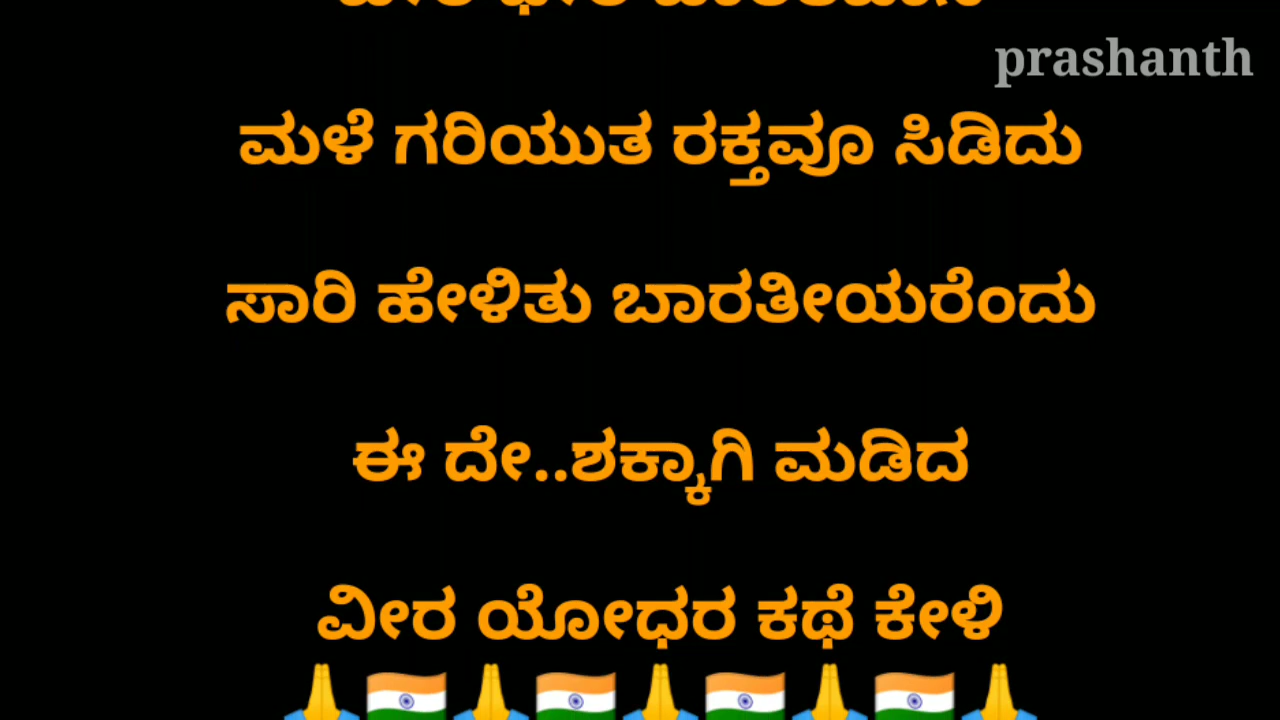 prashanth
ಮಳೆ ಗರಿಯುತ ರಕ್ತವೂ ಸಿಡಿದು
ಸಾರಿ ಹೇಳಿತು ಬಾರತೀಯರೆಂದು
ಈ ದೇ..ಶಕ್ಕಾಗಿ ಮಡಿದ
ವೀರ ಯೋಧರ ಕಥೆ ಕೇಳಿ
🙏🇮🇳🙏🇮🇳🙏🇮🇳🙏🇮🇳🙏